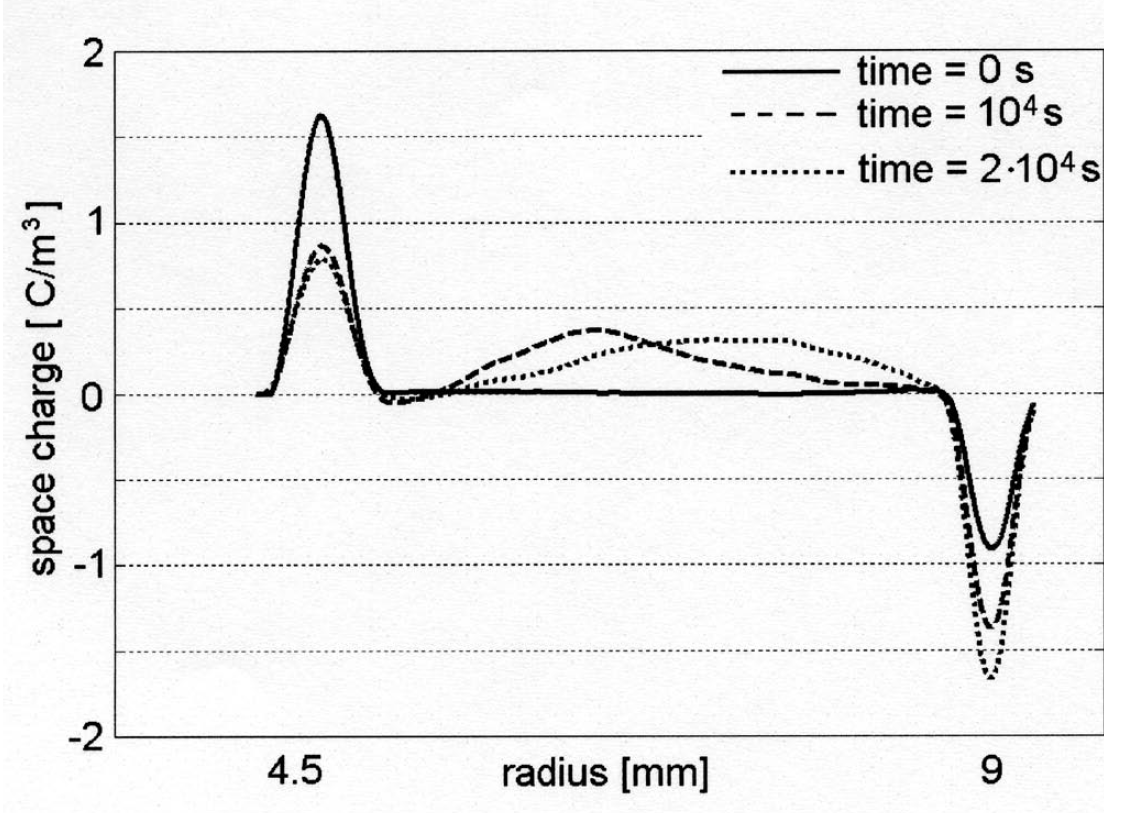 2
1
0
-1
-2
space charge [ C/m³ ]
time = 0 s
time = 10⁴ s
time = 2·10⁴ s
4.5
radius [mm]
9